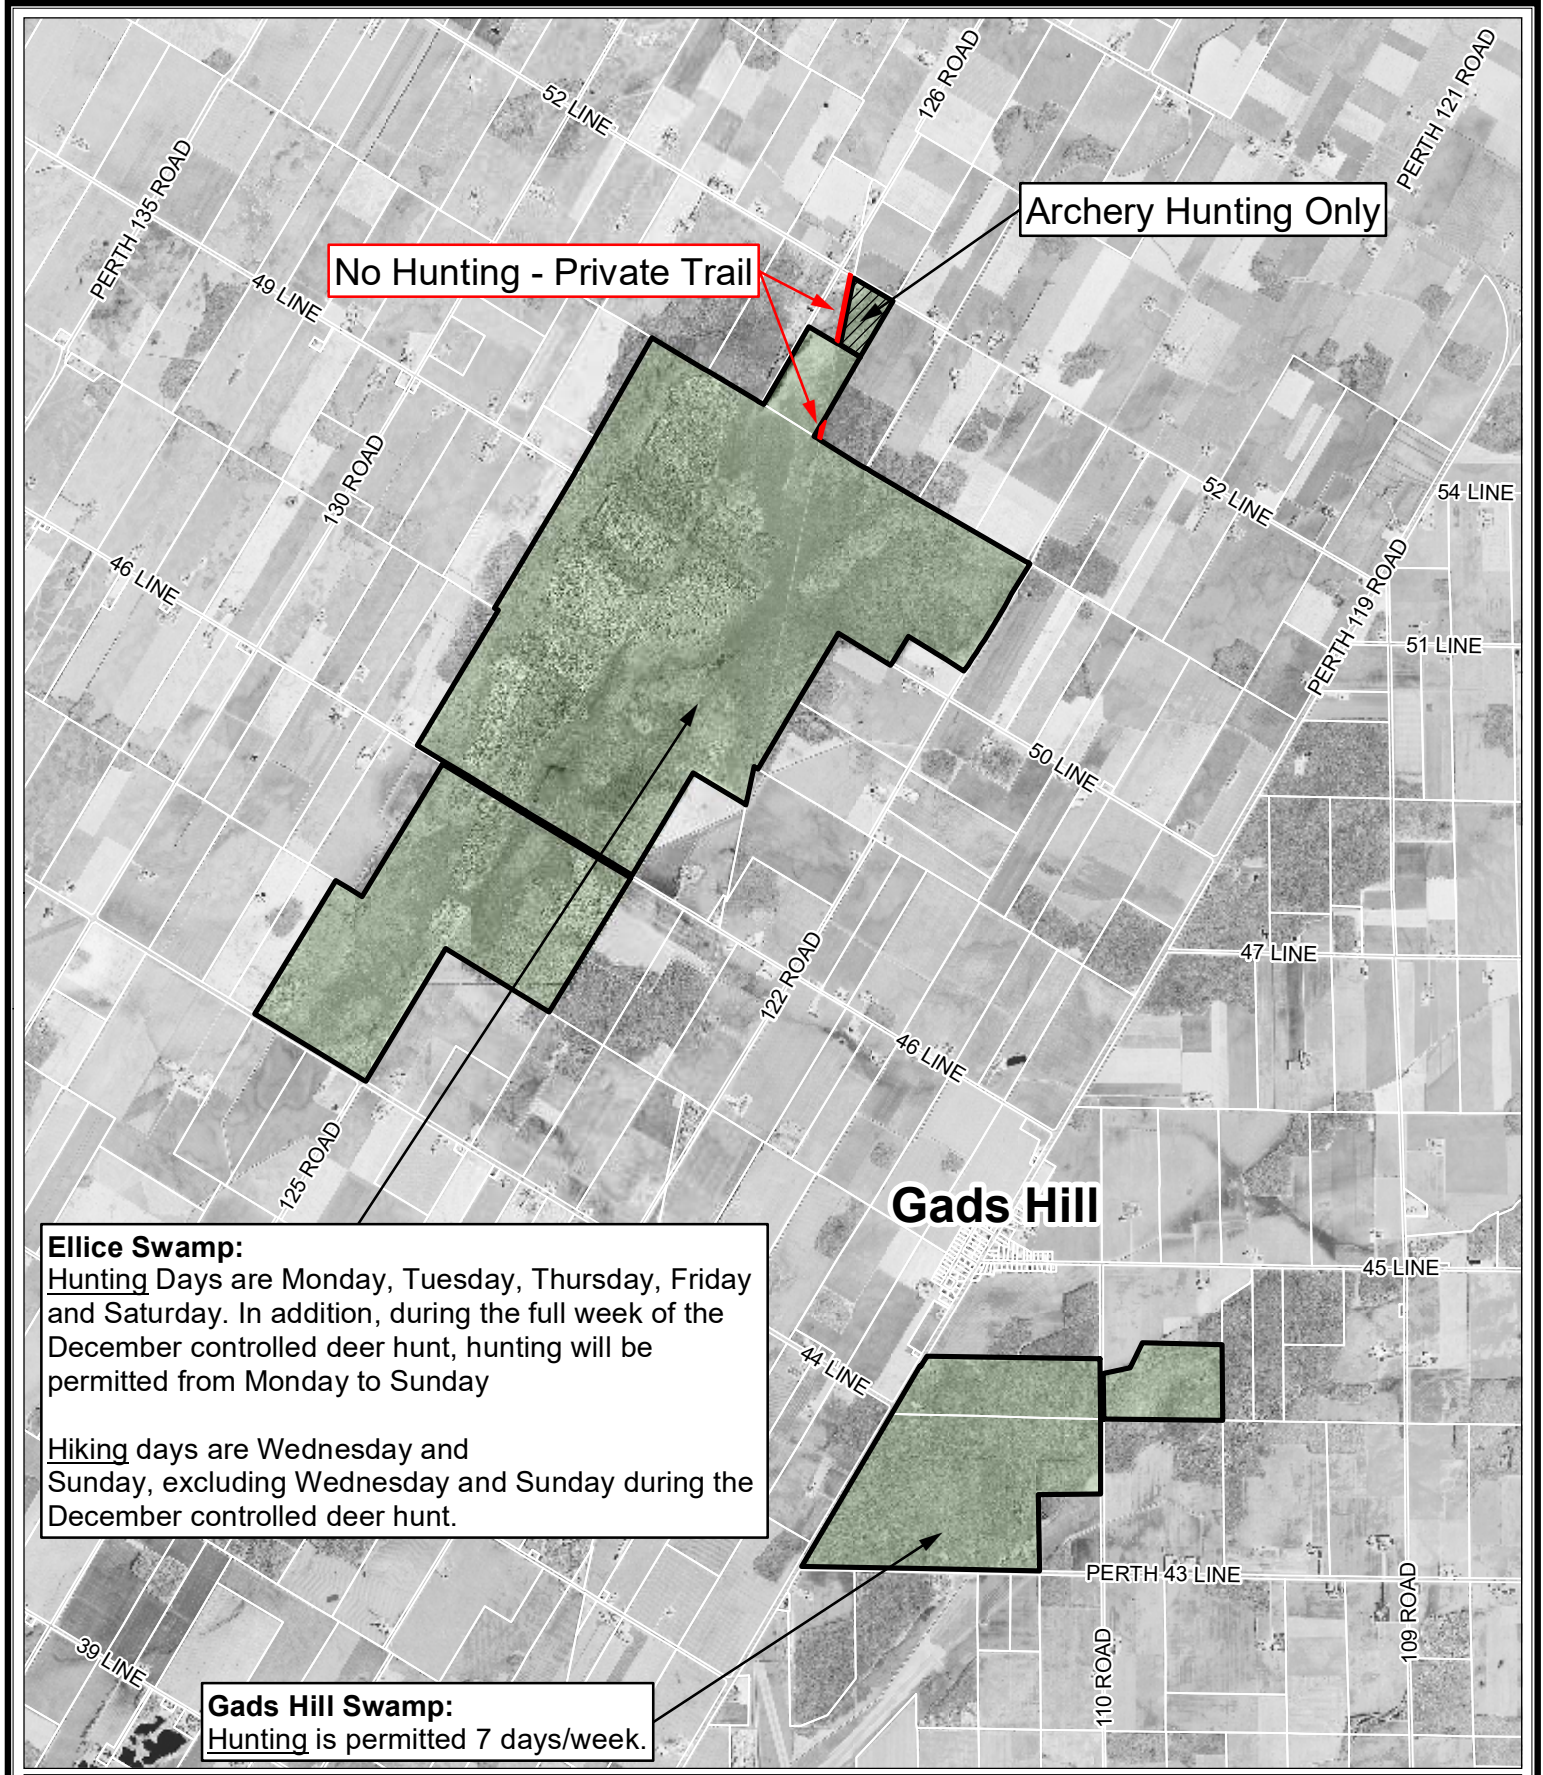 52 LINE
126 ROAD
PERTH 121 ROAD
PERTH 135 ROAD
Archery Hunting Only
No Hunting - Private Trail
49 LINE
130 ROAD
52 LINE
54 LINE
46 LINE
PERTH 119 ROAD
51 LINE
50 LINE
47 LINE
122 ROAD
46 LINE
125 ROAD
Gads Hill
45 LINE
Ellice Swamp:
Hunting Days are Monday, Tuesday, Thursday, Friday
and Saturday. In addition, during the full week of the
December controlled deer hunt, hunting will be
permitted from Monday to Sunday
Hiking days are Wednesday and
Sunday, excluding Wednesday and Sunday during the
December controlled deer hunt.
44 LINE
PERTH 43 LINE
109 ROAD
110 ROAD
39 LINE
Gads Hill Swamp:
Hunting is permitted 7 days/week.